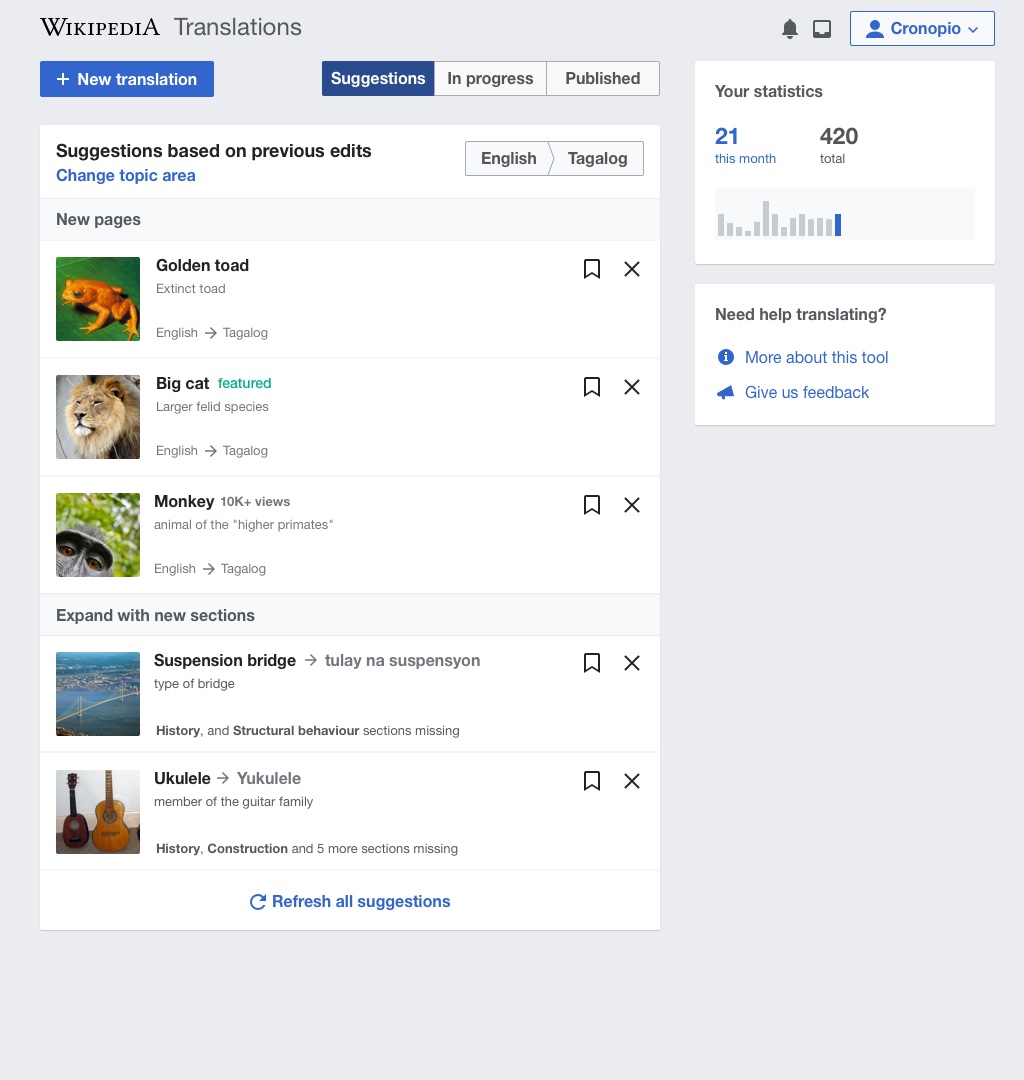 WIKIPEDIA Translations
Cronopio
+ New translation
Suggestions
In progress
Published
Suggestions based on previous edits
Change topic area
English
Tagalog
New pages
Golden toad
Extinct toad
English → Tagalog
Big cat featured
Larger felid species
English → Tagalog
Monkey 10K+ views
animal of the "higher primates"
English → Tagalog
Expand with new sections
Suspension bridge → tulay na suspensyon
type of bridge
History, and Structural behaviour sections missing
Ukulele → Yukulele
member of the guitar family
History, Construction and 5 more sections missing
Refresh all suggestions
Your statistics
21
this month
420
total
Need help translating?
More about this tool
Give us feedback